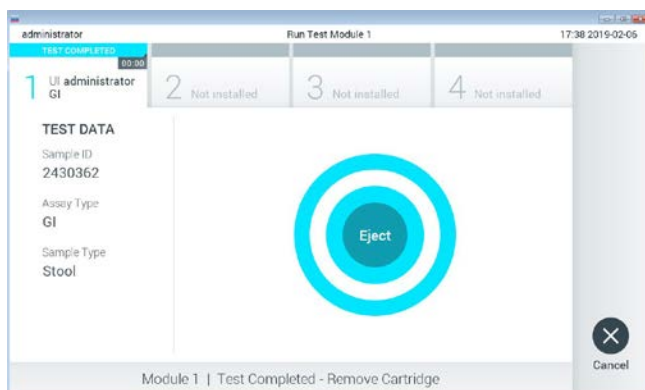 administrator Run Test Module 1 17:38 2019-02-06
TEST COMPLETED
00:00
1 UI administrator
GI
2 Not installed
3 Not installed
4 Not installed
TEST DATA
Sample ID
2430362
Assay Type
GI
Sample Type
Stool
Eject
Cancel
Module 1 | Test Completed - Remove Cartridge